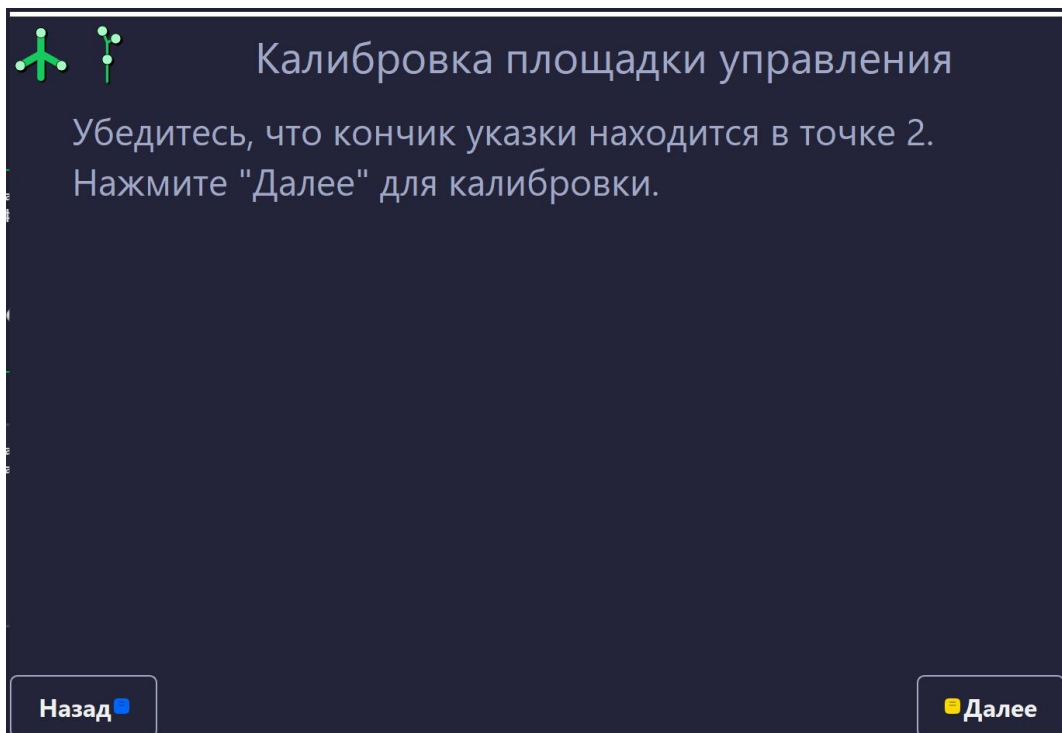 Калибровка площадки управления
Убедитесь, что кончик указки находится в точке 2.
Нажмите "Далее" для калибровки.
Назад
Далее